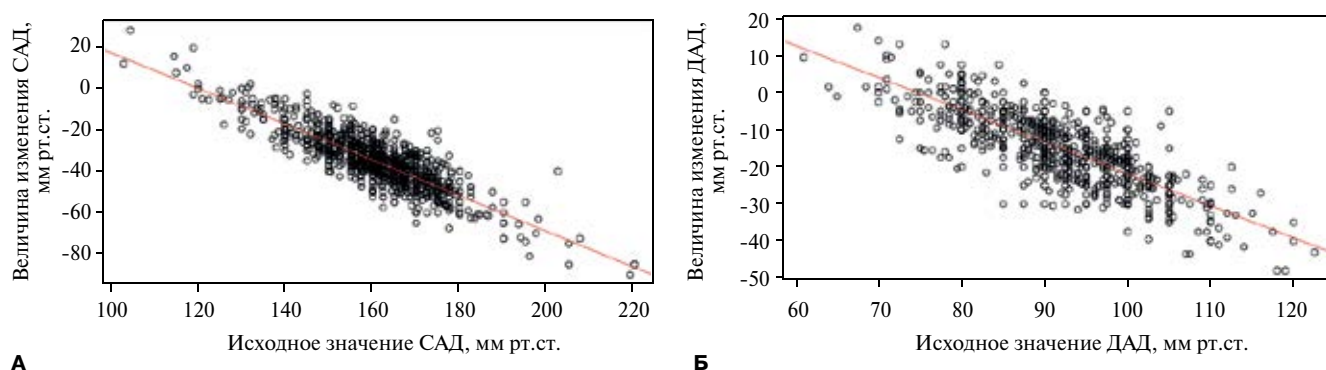 Величина изменения САД,
мм рт.ст.
20
0
-20
-40
-60
-80
100 120 140 160 180 200 220
Исходное значение САД, мм рт.ст.
А
Величина изменения ДАД,
мм рт.ст.
20
10
0
-10
-20
-30
-40
-50
60 70 80 90 100 110 120
Исходное значение ДАД, мм рт.ст.
Б